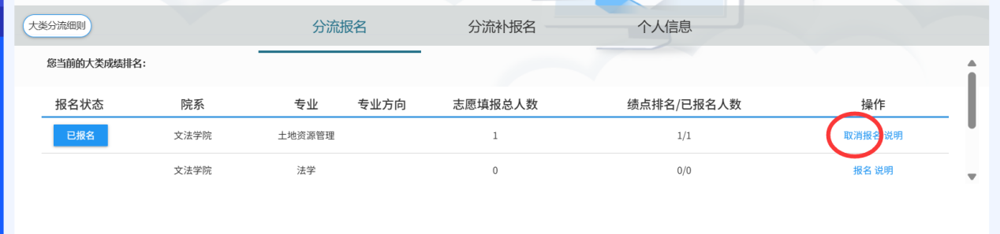 大类分流细则 分流报名 分流补报名 个人信息
您当前的大类成绩排名：
报名状态 院系 专业 专业方向 志愿填报总人数 绩点排名/已报名人数 操作
已报名 文法学院 土地资源管理 1 1/1 取消报名 说明
文法学院 法学 0 0/0 报名 说明